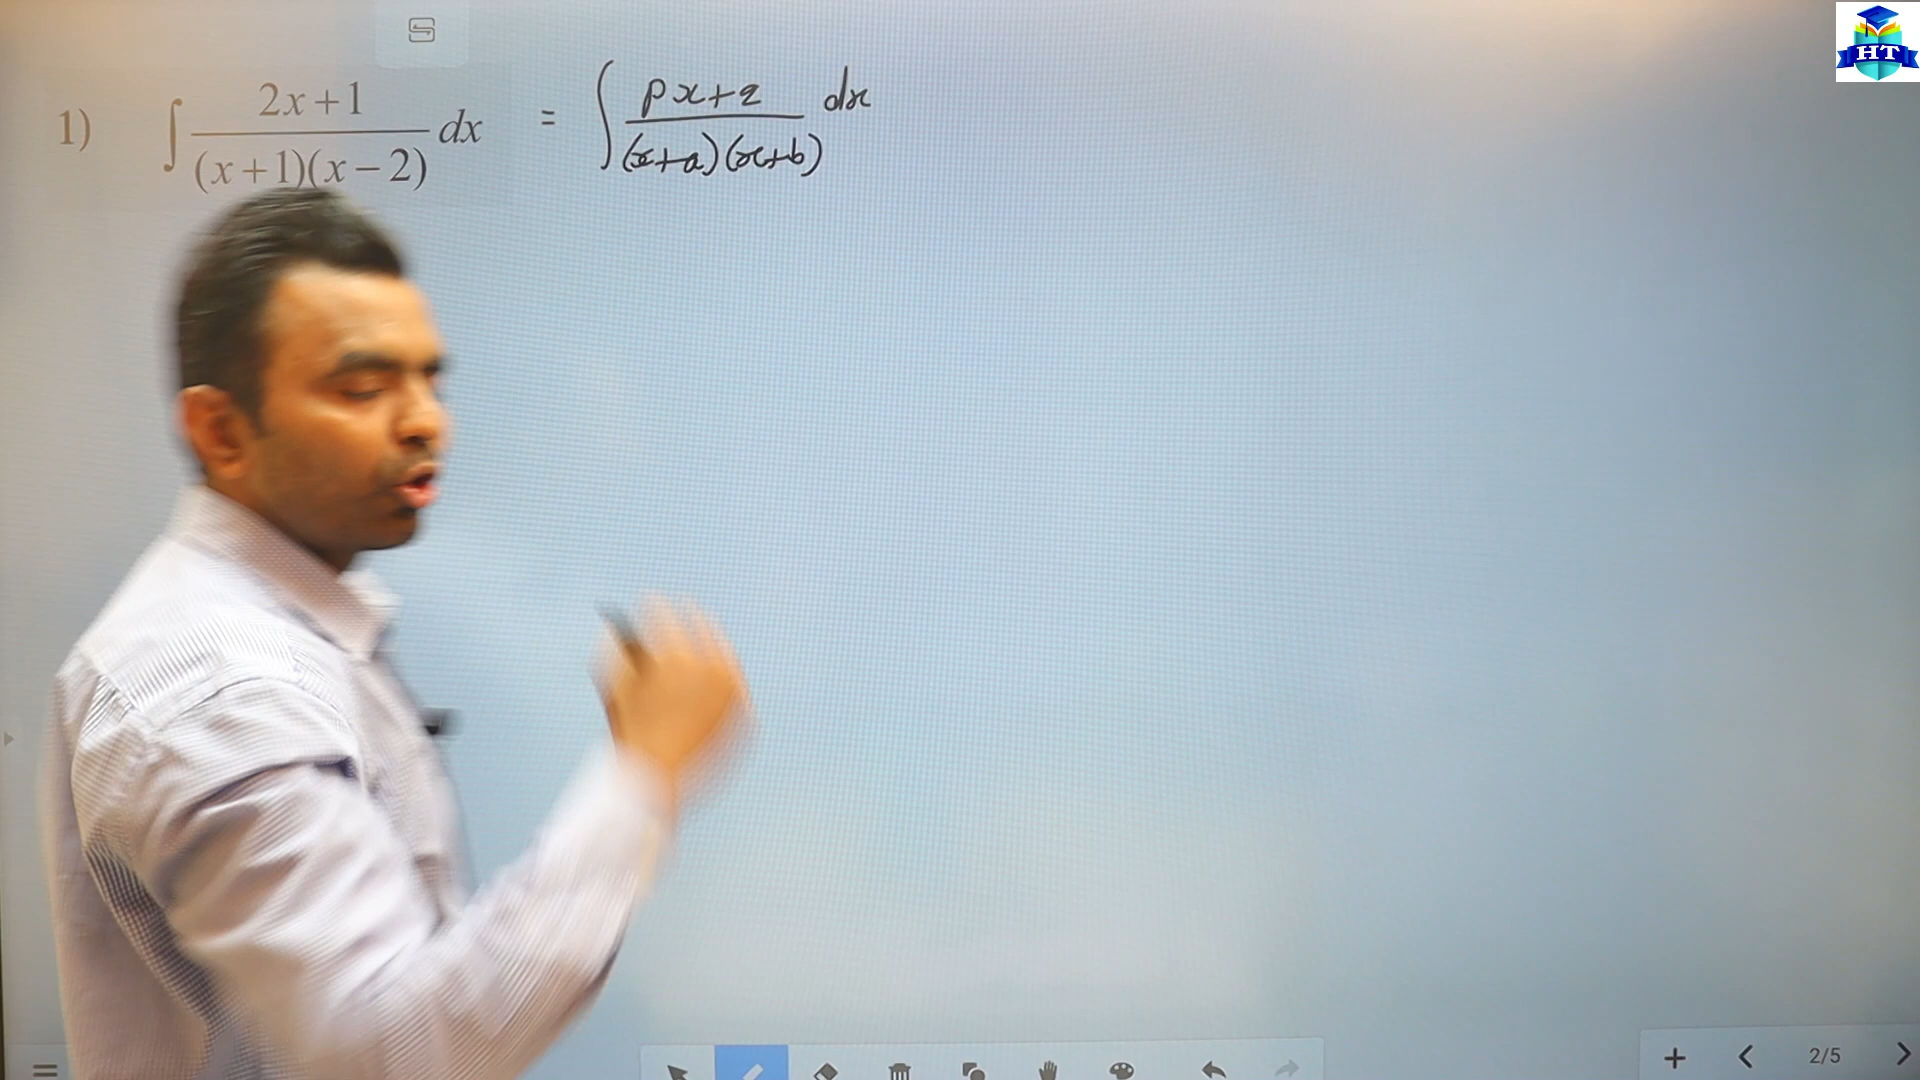 1) ∫ 2x+1 / (x+1)(x−2) dx = ∫ px+q / (x+a)(x+b) dx
HT
2/5